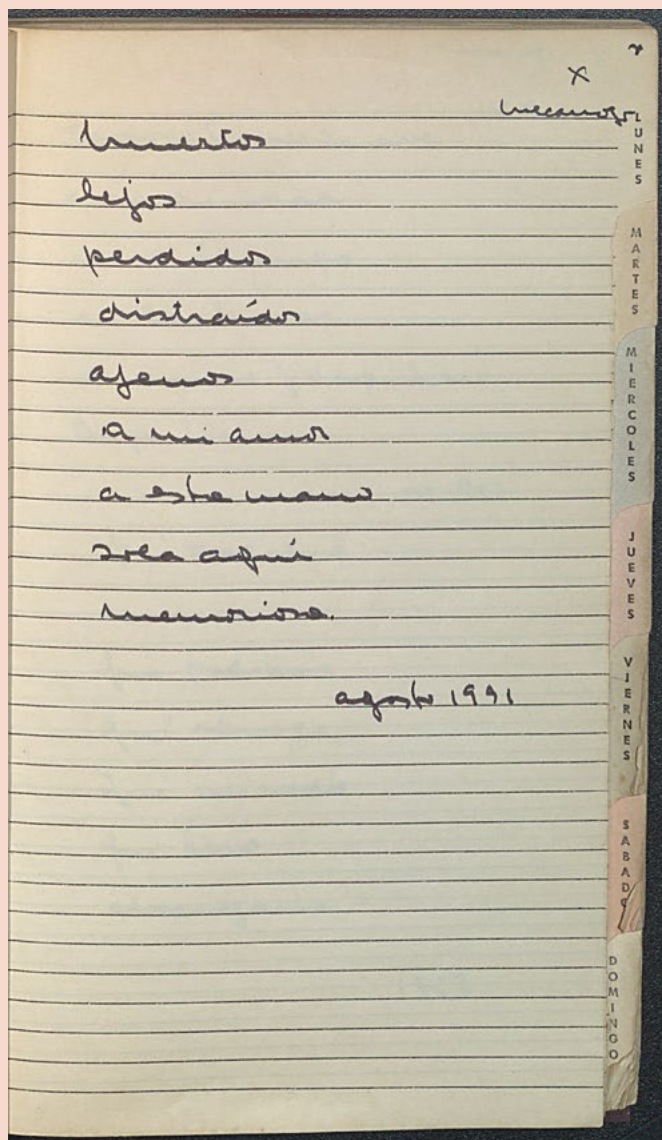 x
muertos
lejos
perdidos
distraídos
ajenos
a mi amor
a esta mano
sola aquí
memoriosa.
agosto 1991
LUNES
MARTES
MIERCOLES
JUEVES
VIERNES
SABADO
DOMINGO